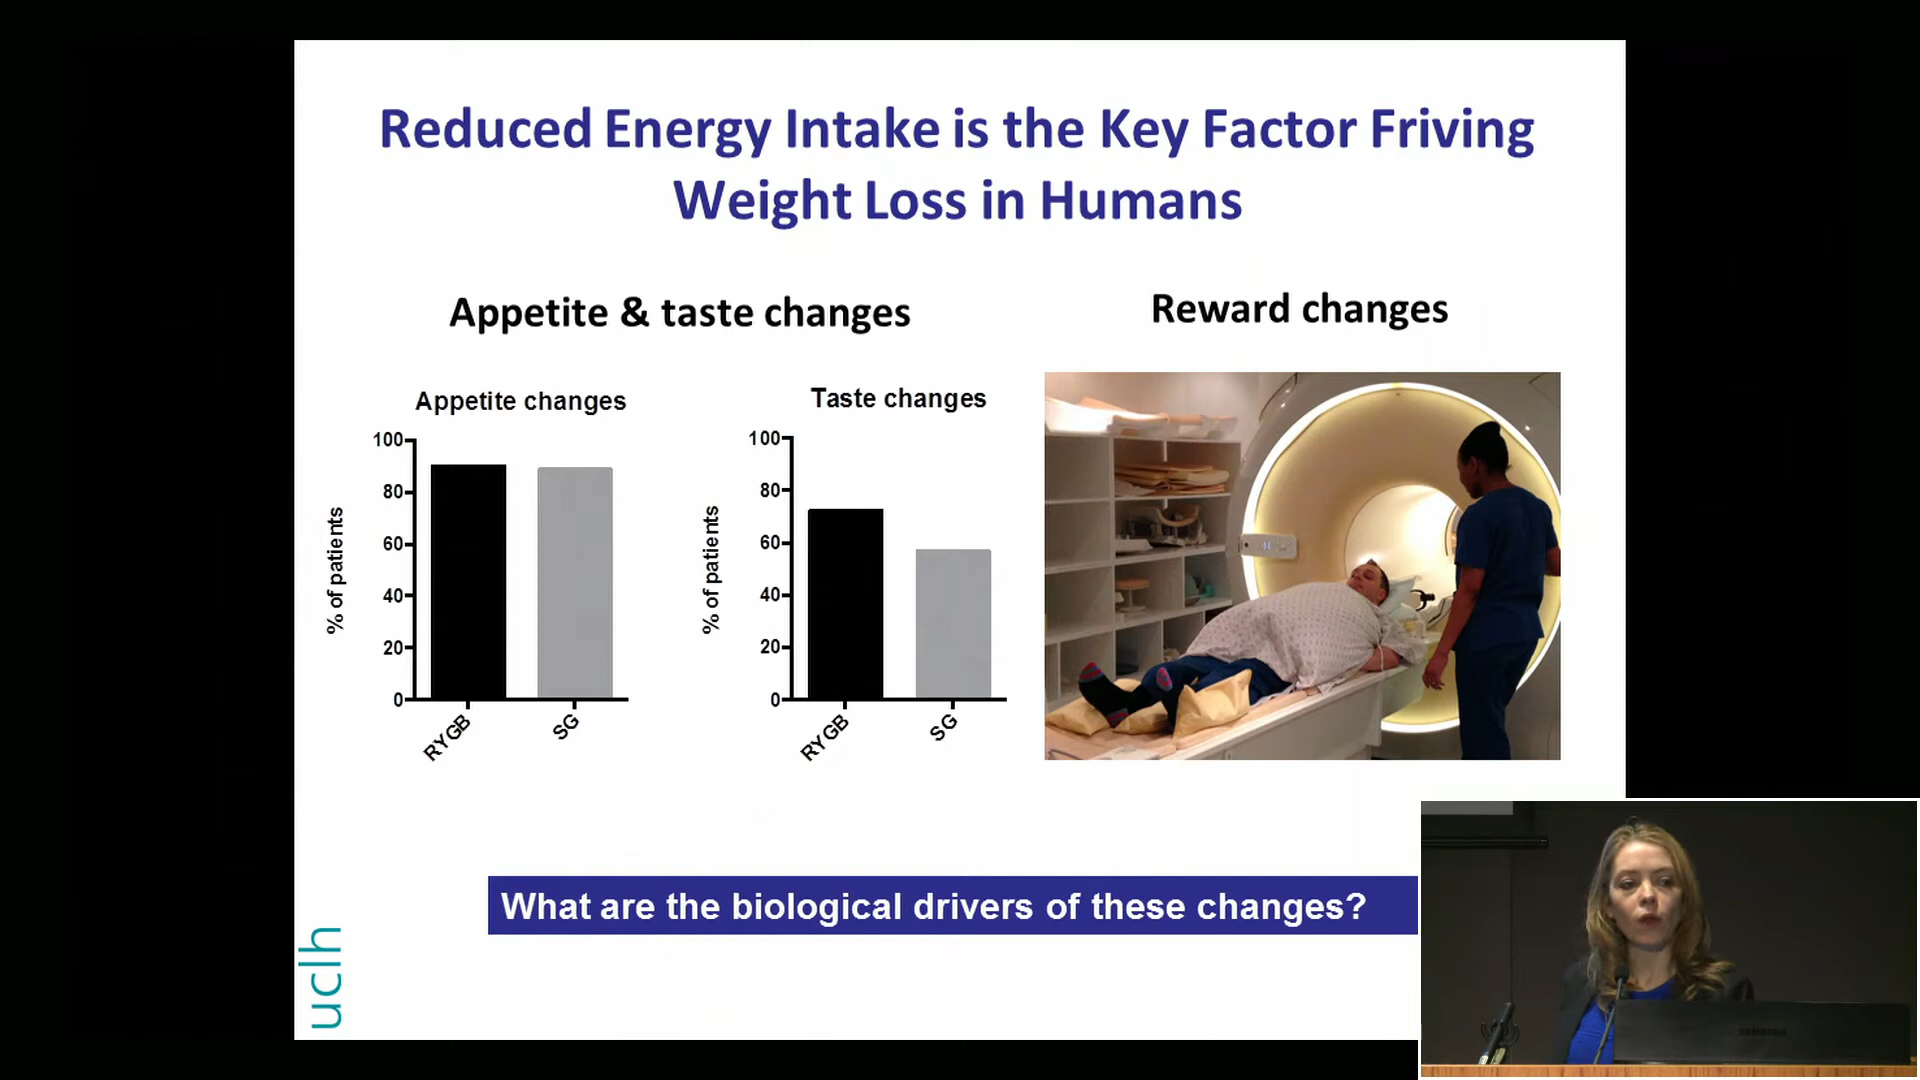 Reduced Energy Intake is the Key Factor Friving
Weight Loss in Humans
Appetite & taste changes
Reward changes
Appetite changes
% of patients
100
80
60
40
20
0
RYGB
SG
Taste changes
% of patients
100
80
60
40
20
0
RYGB
SG
What are the biological drivers of these changes?
uclh
SAMSUNG